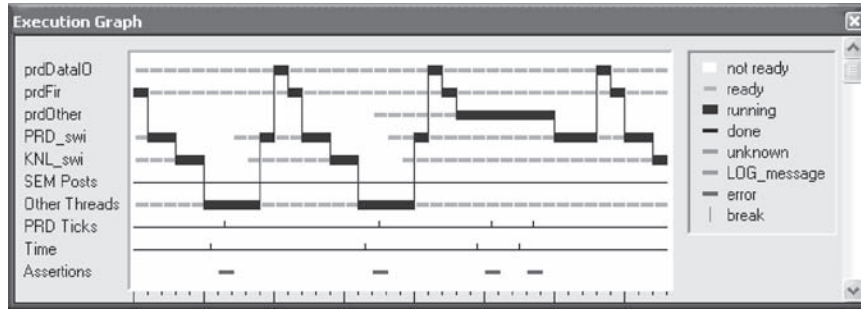 Execution Graph
prdDataIO
prdFir
prdOther
PRD_swi
KNL_swi
SEM Posts
Other Threads
PRD Ticks
Time
Assertions
not ready
ready
running
done
unknown
LOG_message
error
break